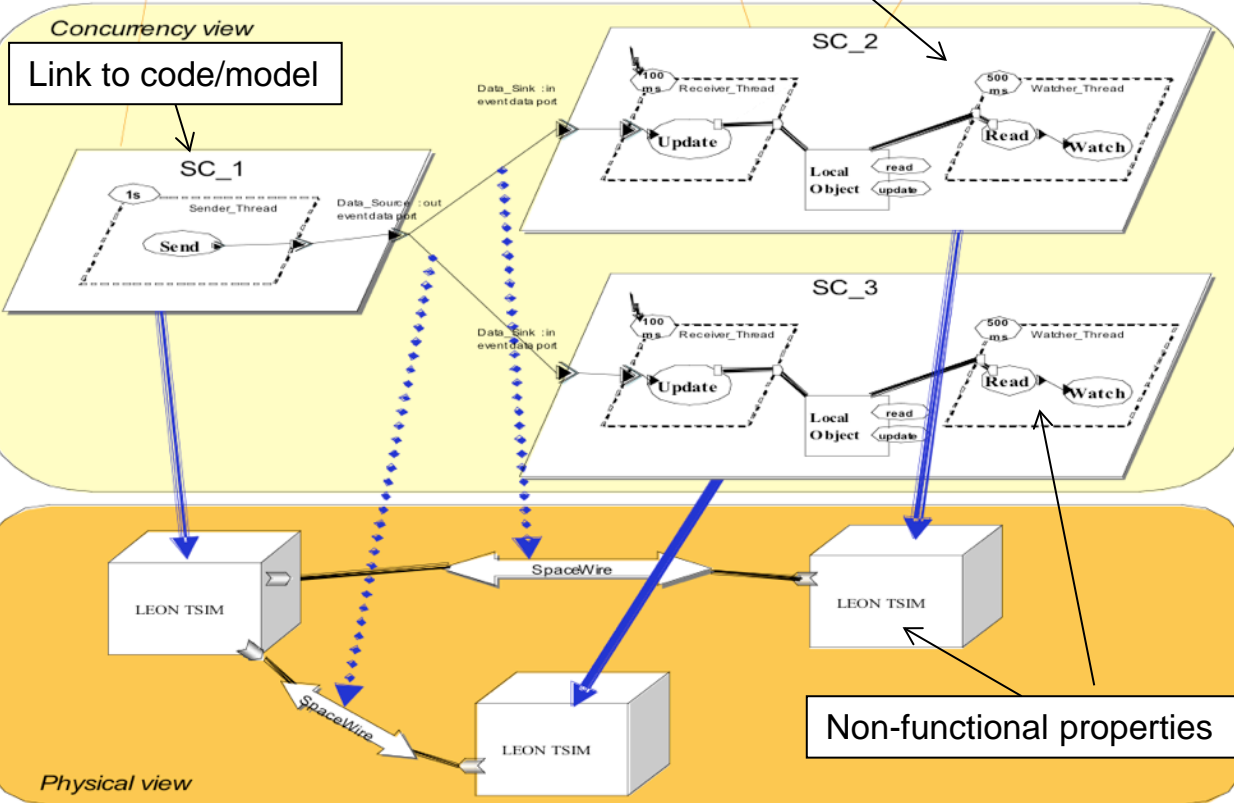 Concurrency view
Link to code/model
SC_1
1s
Sender_Thread
Send
Data_Source : out
event data port
Data_Sink : in
event data port
SC_2
100
ms
Receiver_Thread
Update
Local
Object
read
update
500
ms
Watcher_Thread
Read
Watch
Data_Sink : in
event data port
SC_3
100
ms
Receiver_Thread
Update
Local
Object
read
update
500
ms
Watcher_Thread
Read
Watch
LEON TSIM
SpaceWire
LEON TSIM
SpaceWire
LEON TSIM
Non-functional properties
Physical view